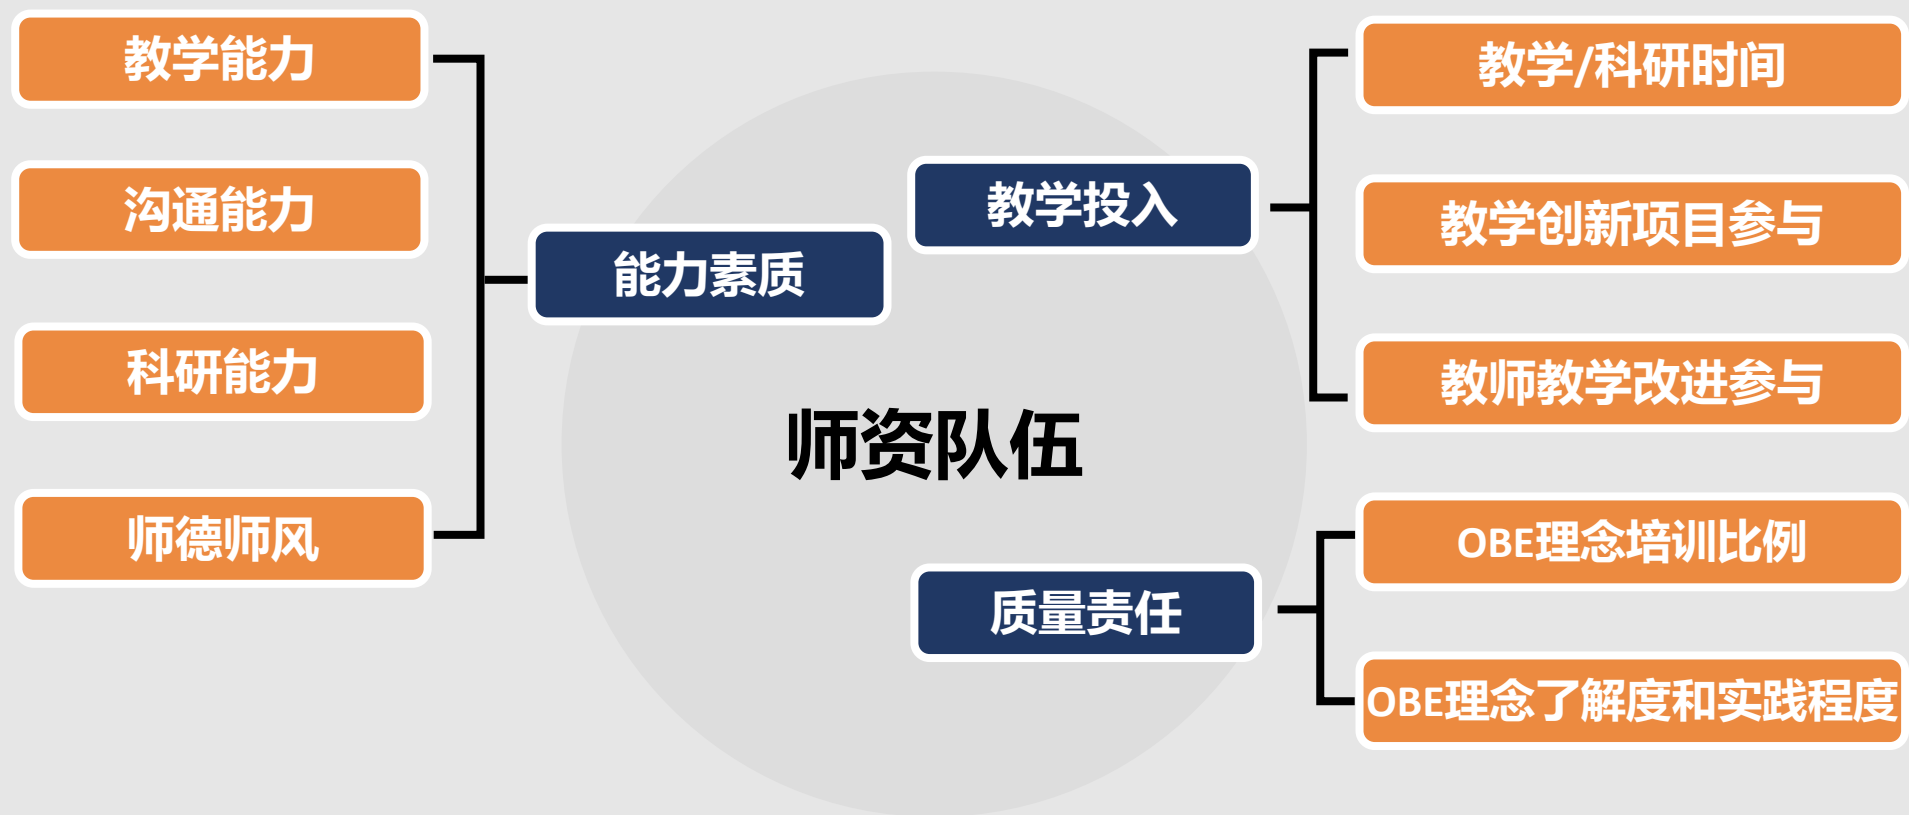 教学能力
沟通能力
科研能力
师德师风
能力素质
师资队伍
教学投入
质量责任
教学/科研时间
教学创新项目参与
教师教学改进参与
OBE理念培训比例
OBE理念了解度和实践程度